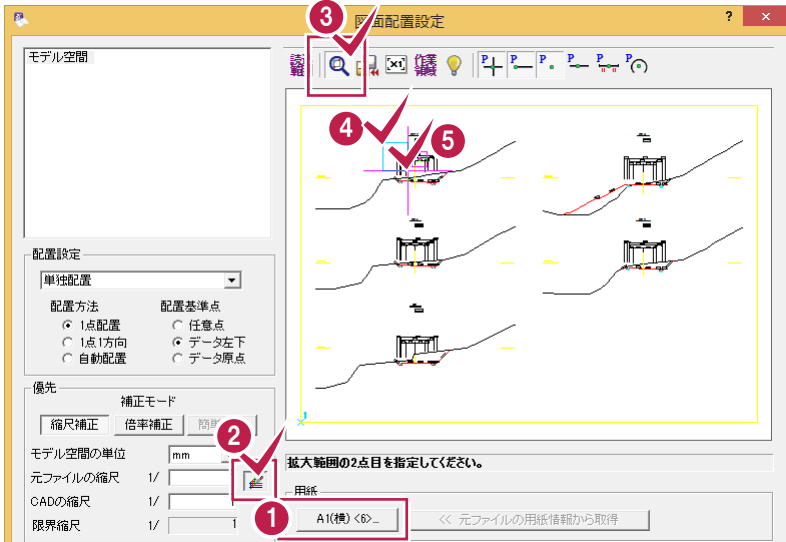 図面配置設定
? ×
3
モデル空間
[×1]
作業
領域
P P P P P P
4
5
1
配置設定
単独配置
配置方法 配置基準点
1点配置 任意点
1点1方向 データ左下
自動配置 データ原点
優先
補正モード
縮尺補正 倍率補正
2
モデル空間の単位 mm
元ファイルの縮尺 1/
CADの縮尺 1/
限界縮尺 1/ 1
拡大範囲の2点目を指定してください。
用紙
1
A1(横) <6>_
<< 元ファイルの用紙情報から取得